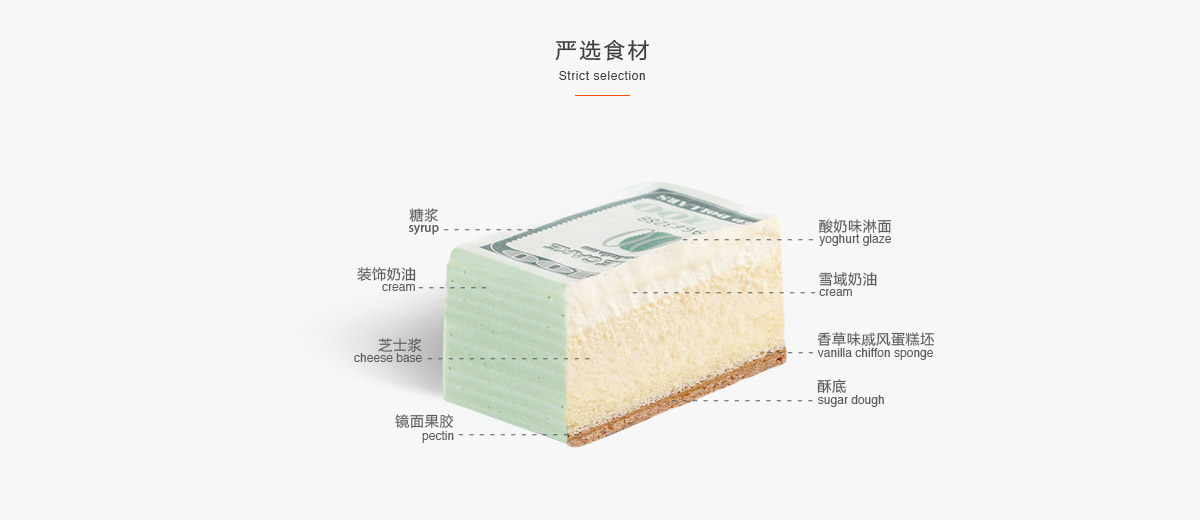 严选食材
Strict selection
糖浆
syrup
装饰奶油
cream
芝士浆
cheese base
镜面果胶
pectin
酸奶味淋面
yoghurt glaze
雪域奶油
cream
香草味戚风蛋糕坯
vanilla chiffon sponge
酥底
sugar dough
100